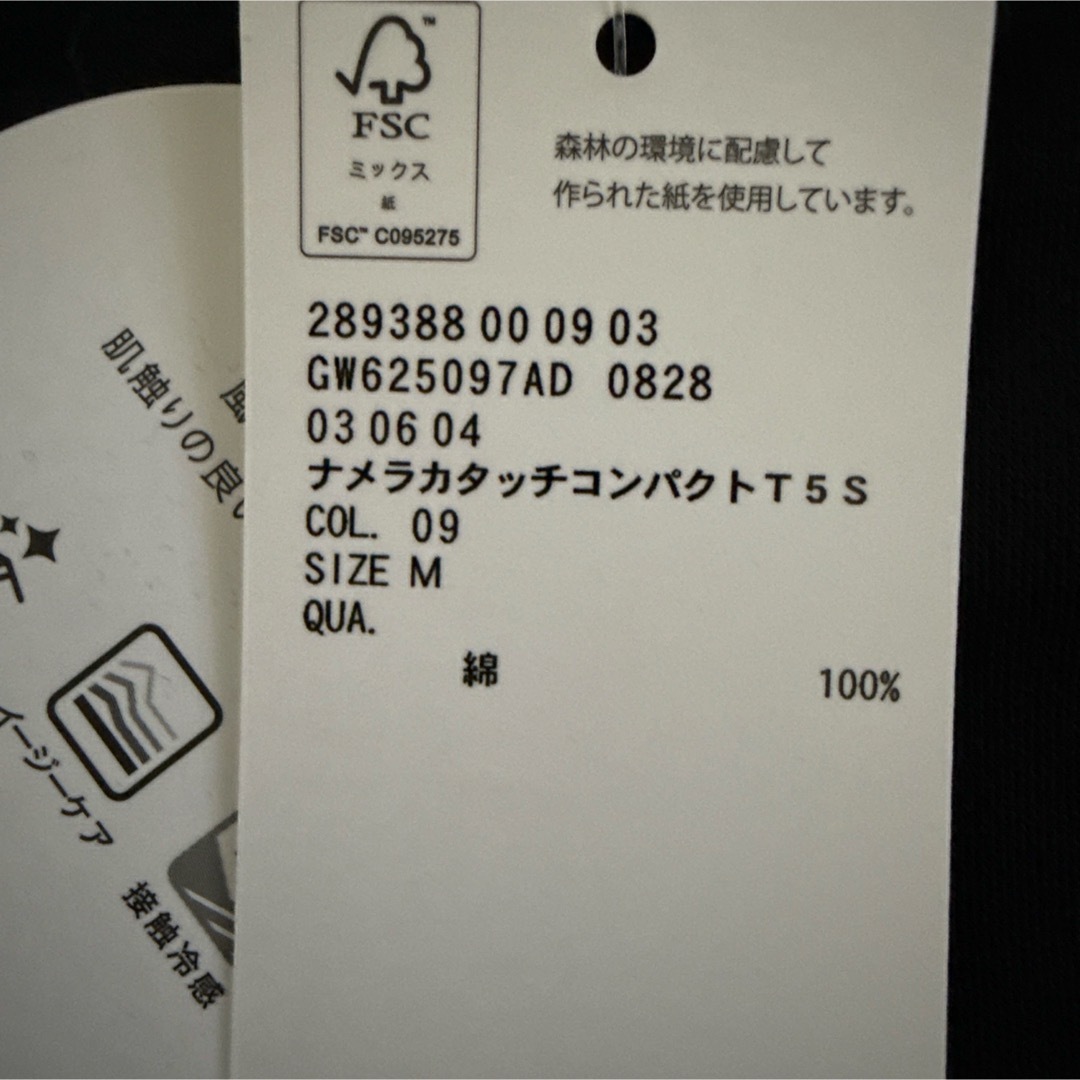 FSC™
ミックス
紙
FSC™ C095275
森林の環境に配慮して
作られた紙を使用しています。
289388 00 09 03
GW625097AD 0828
03 06 04
ナメラカタッチコンパクトT5S
COL. 09
SIZE M
QUA.
綿 100%
肌触りの良い
イージーケア
接触冷感